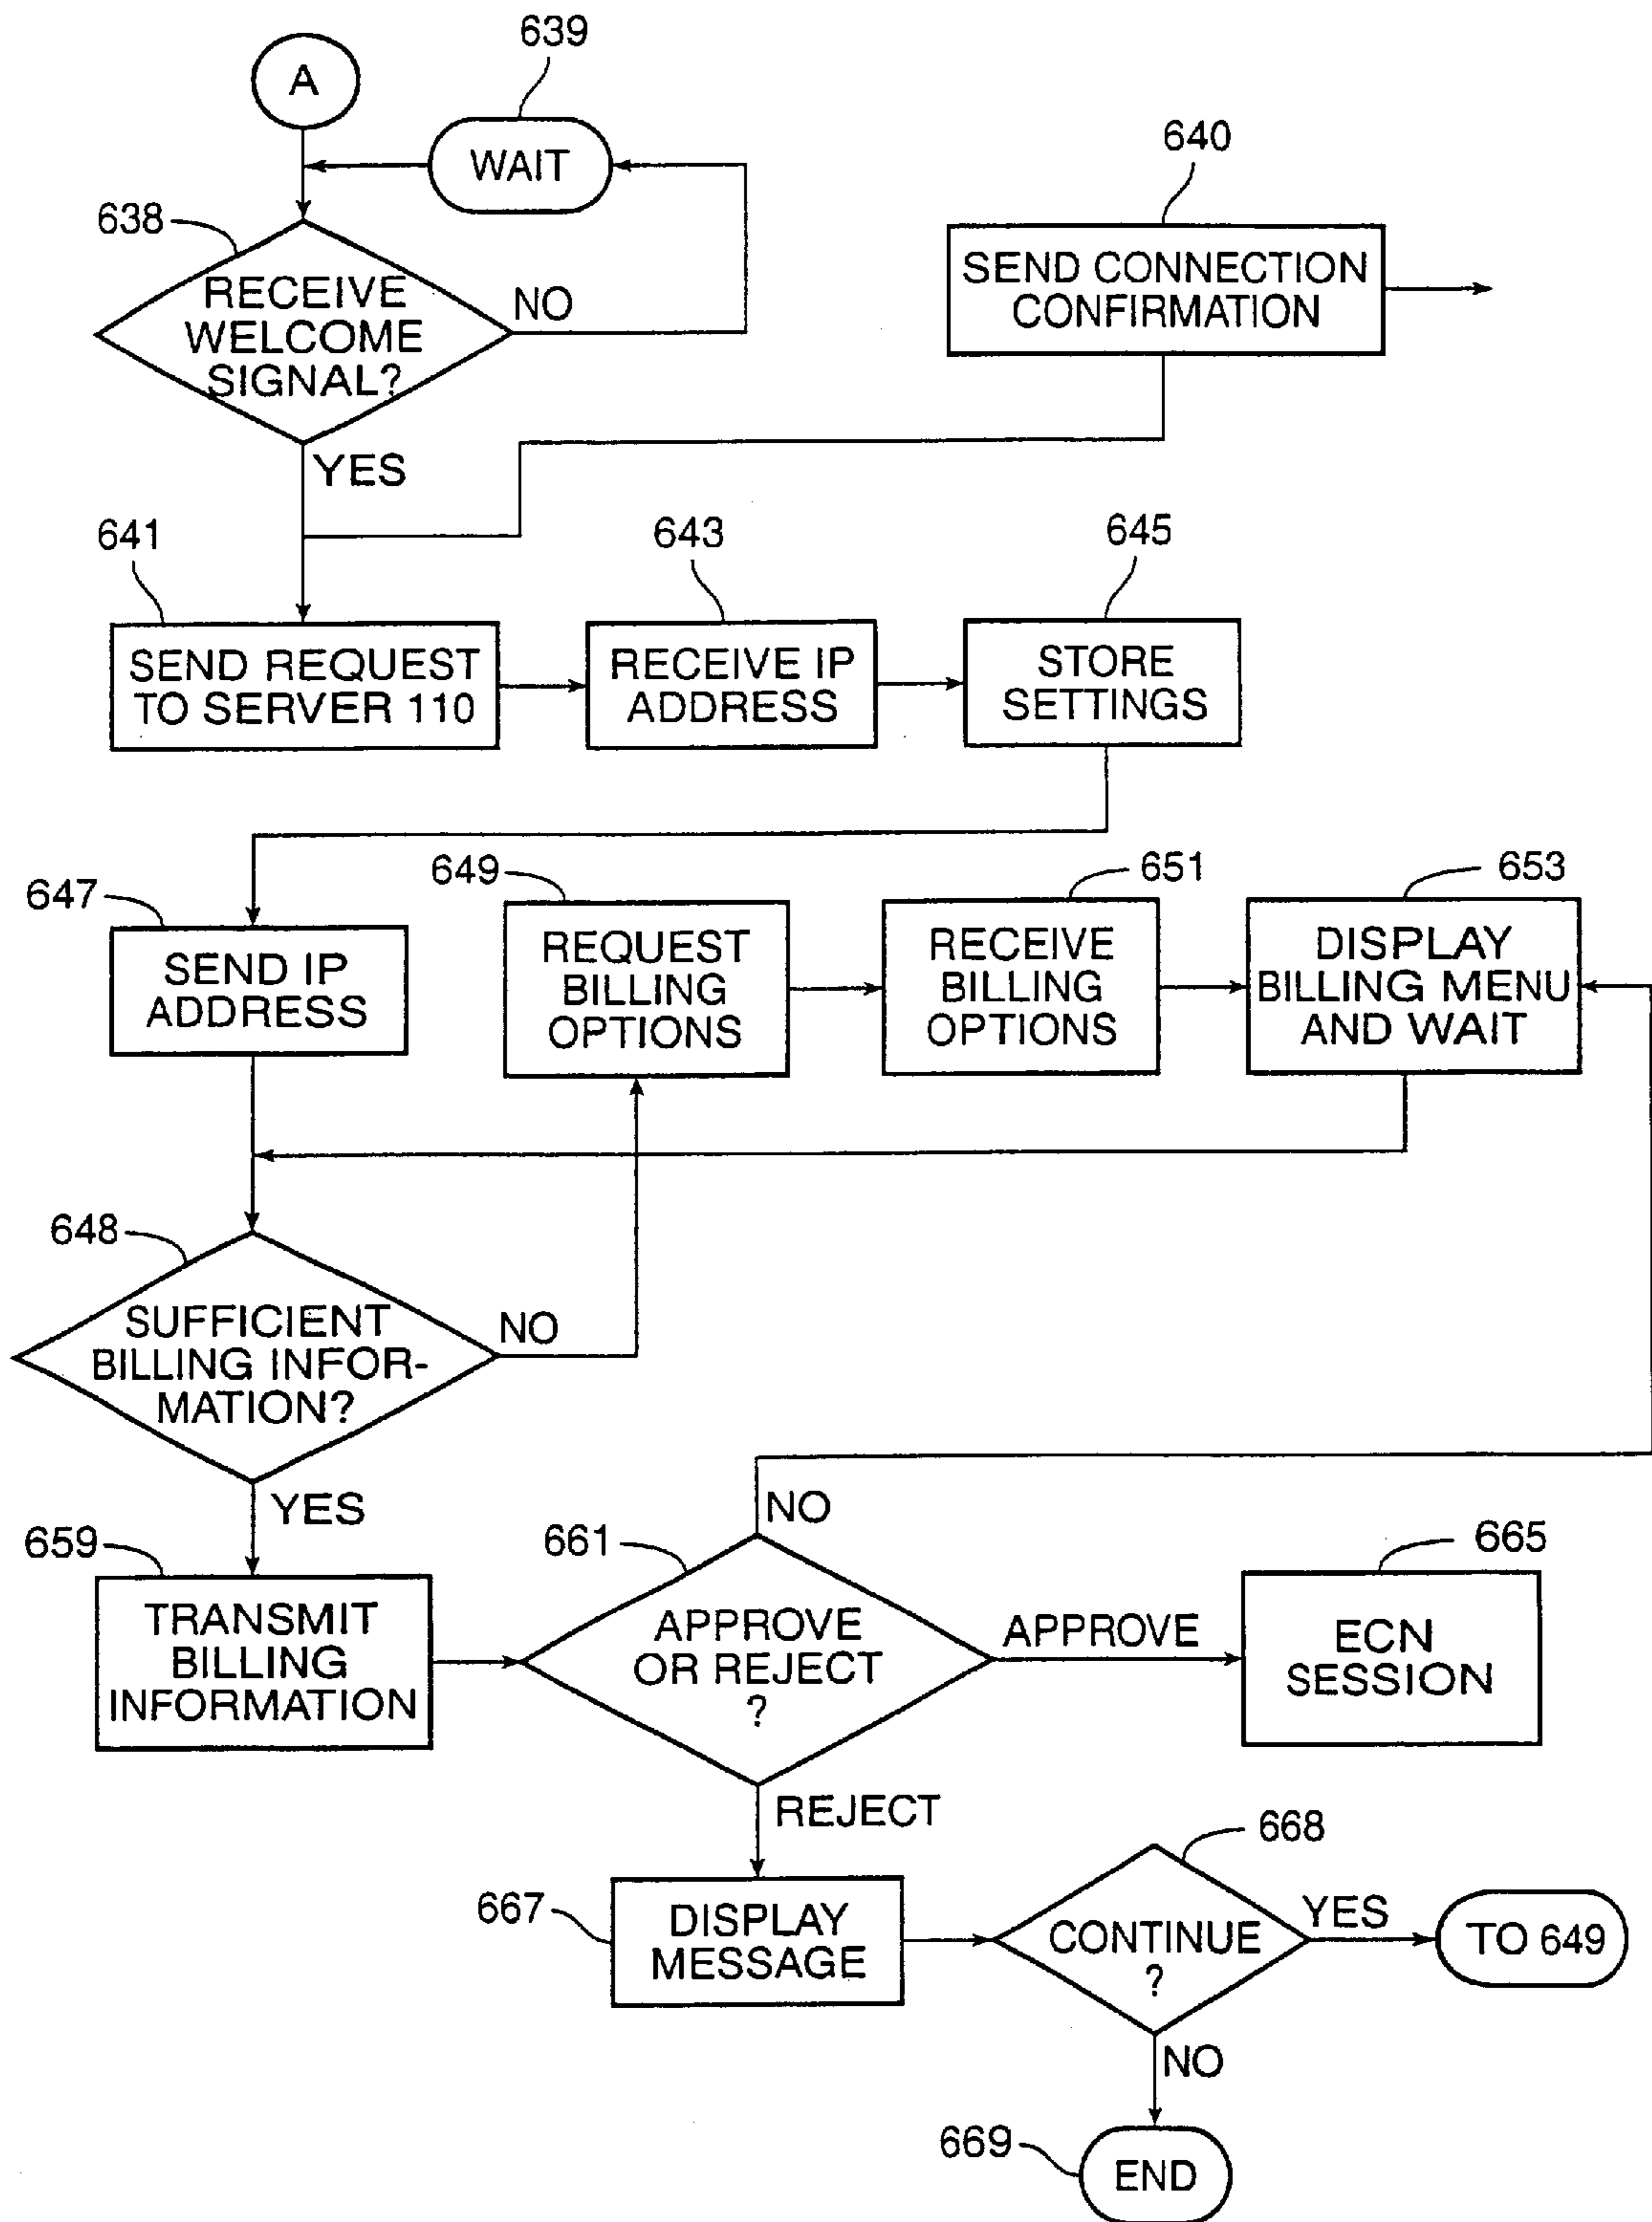 639
A
WAIT
640
638
RECEIVE
WELCOME
SIGNAL?
NO
SEND CONNECTION
CONFIRMATION
YES
641
643
645
SEND REQUEST
TO SERVER 110
RECEIVE IP
ADDRESS
STORE
SETTINGS
647
649
651
653
SEND IP
ADDRESS
REQUEST
BILLING
OPTIONS
RECEIVE
BILLING
OPTIONS
DISPLAY
BILLING MENU
AND WAIT
648
SUFFICIENT
BILLING INFOR-
MATION?
NO
YES
NO
659
661
665
TRANSMIT
BILLING
INFORMATION
APPROVE
OR REJECT
?
APPROVE
ECN
SESSION
REJECT
668
667
DISPLAY
MESSAGE
CONTINUE
?
YES
TO 649
NO
669
END